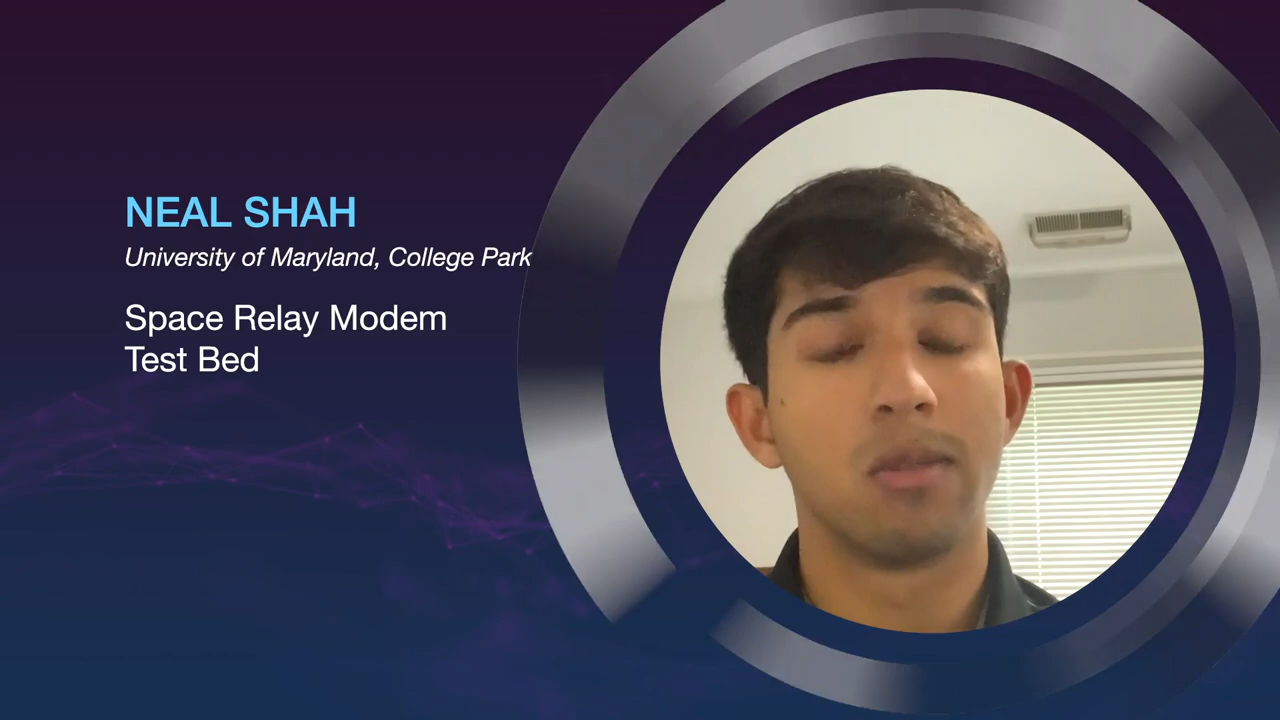 NEAL SHAH
University of Maryland, College Park
Space Relay Modem
Test Bed